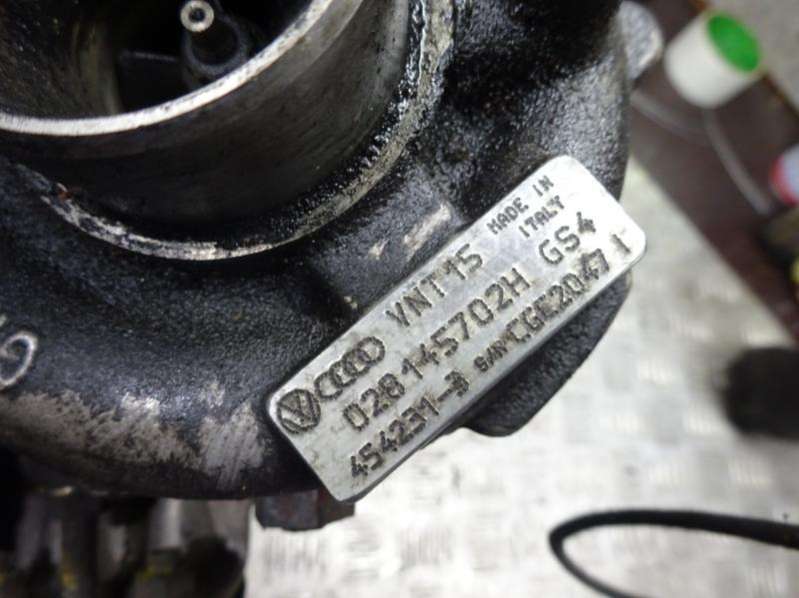 VNT15 MADE IN ITALY
028145702H GS4
454231-3 S/N CGE2047 I